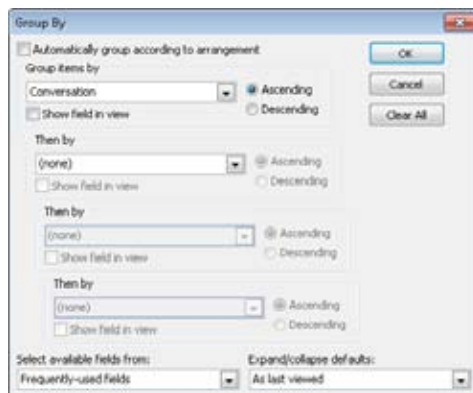 Group By
Automatically group according to arrangement
OK
Group items by
Conversation
Ascending
Cancel
Show field in view
Descending
Clear All
Then by
(none)
Ascending
Show field in view
Descending
Then by
(none)
Ascending
Show field in view
Descending
Then by
(none)
Ascending
Show field in view
Descending
Select available fields from:
Expand/collapse defaults:
Frequently-used fields
As last viewed